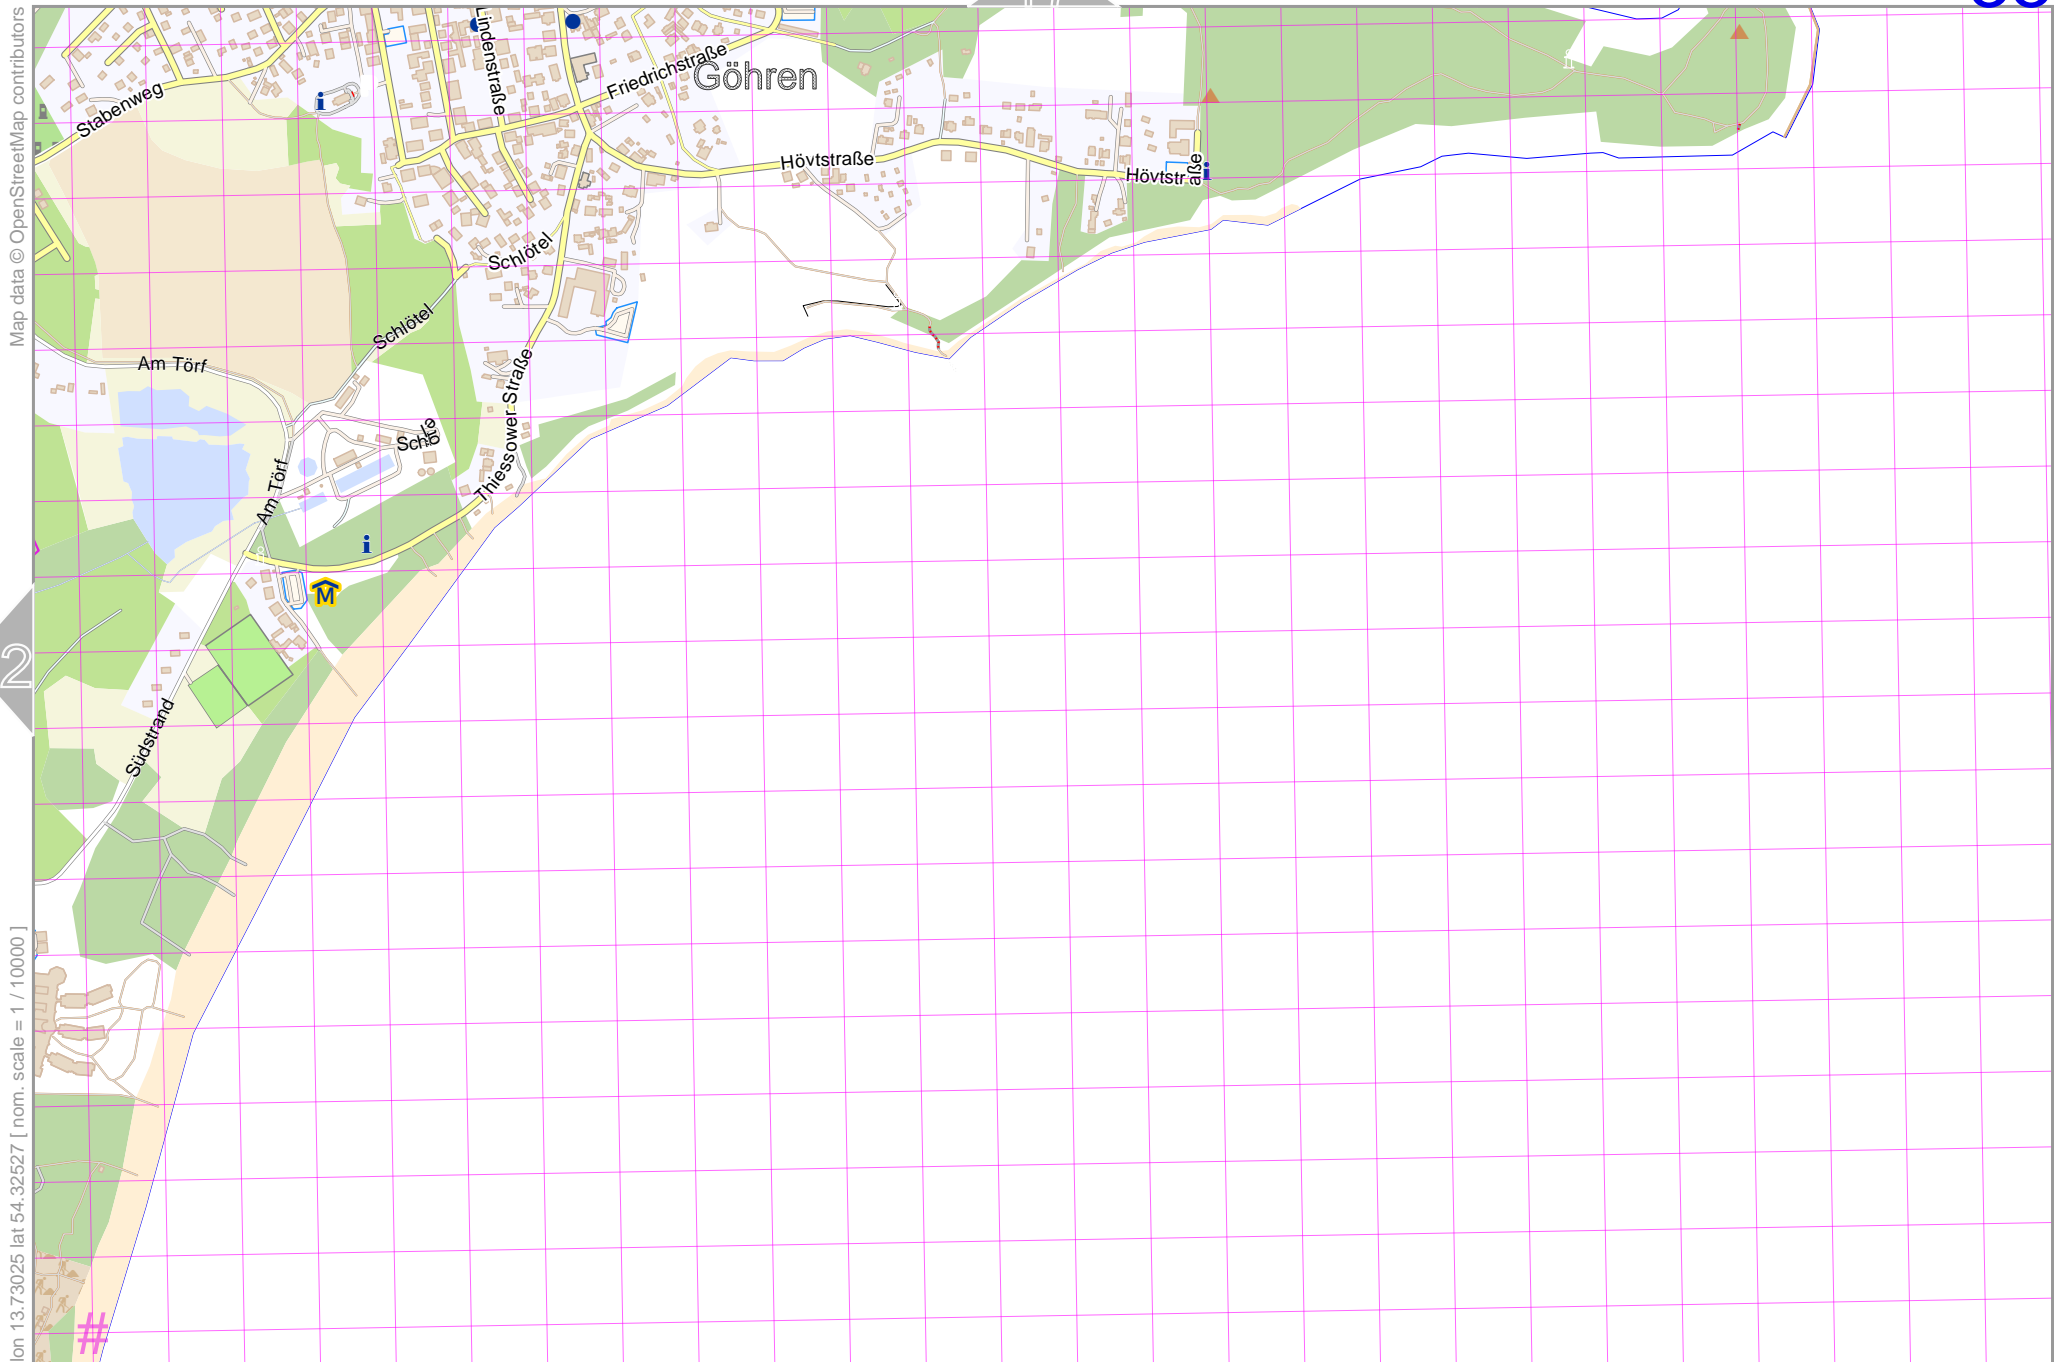 Map data © OpenStreetMap contributors
Lindenstraße
Friedrichstraße
Göhren
Stabenweg
Hövtstraße
Hövtstraße
Schlötel
Schlötel
Am Törf
Thiessower Straße
Schlö
Am Törf
M
2
Südstrand
lon 13.73025 lat 54.32527 [ nom. scale = 1 / 10000 ]
#